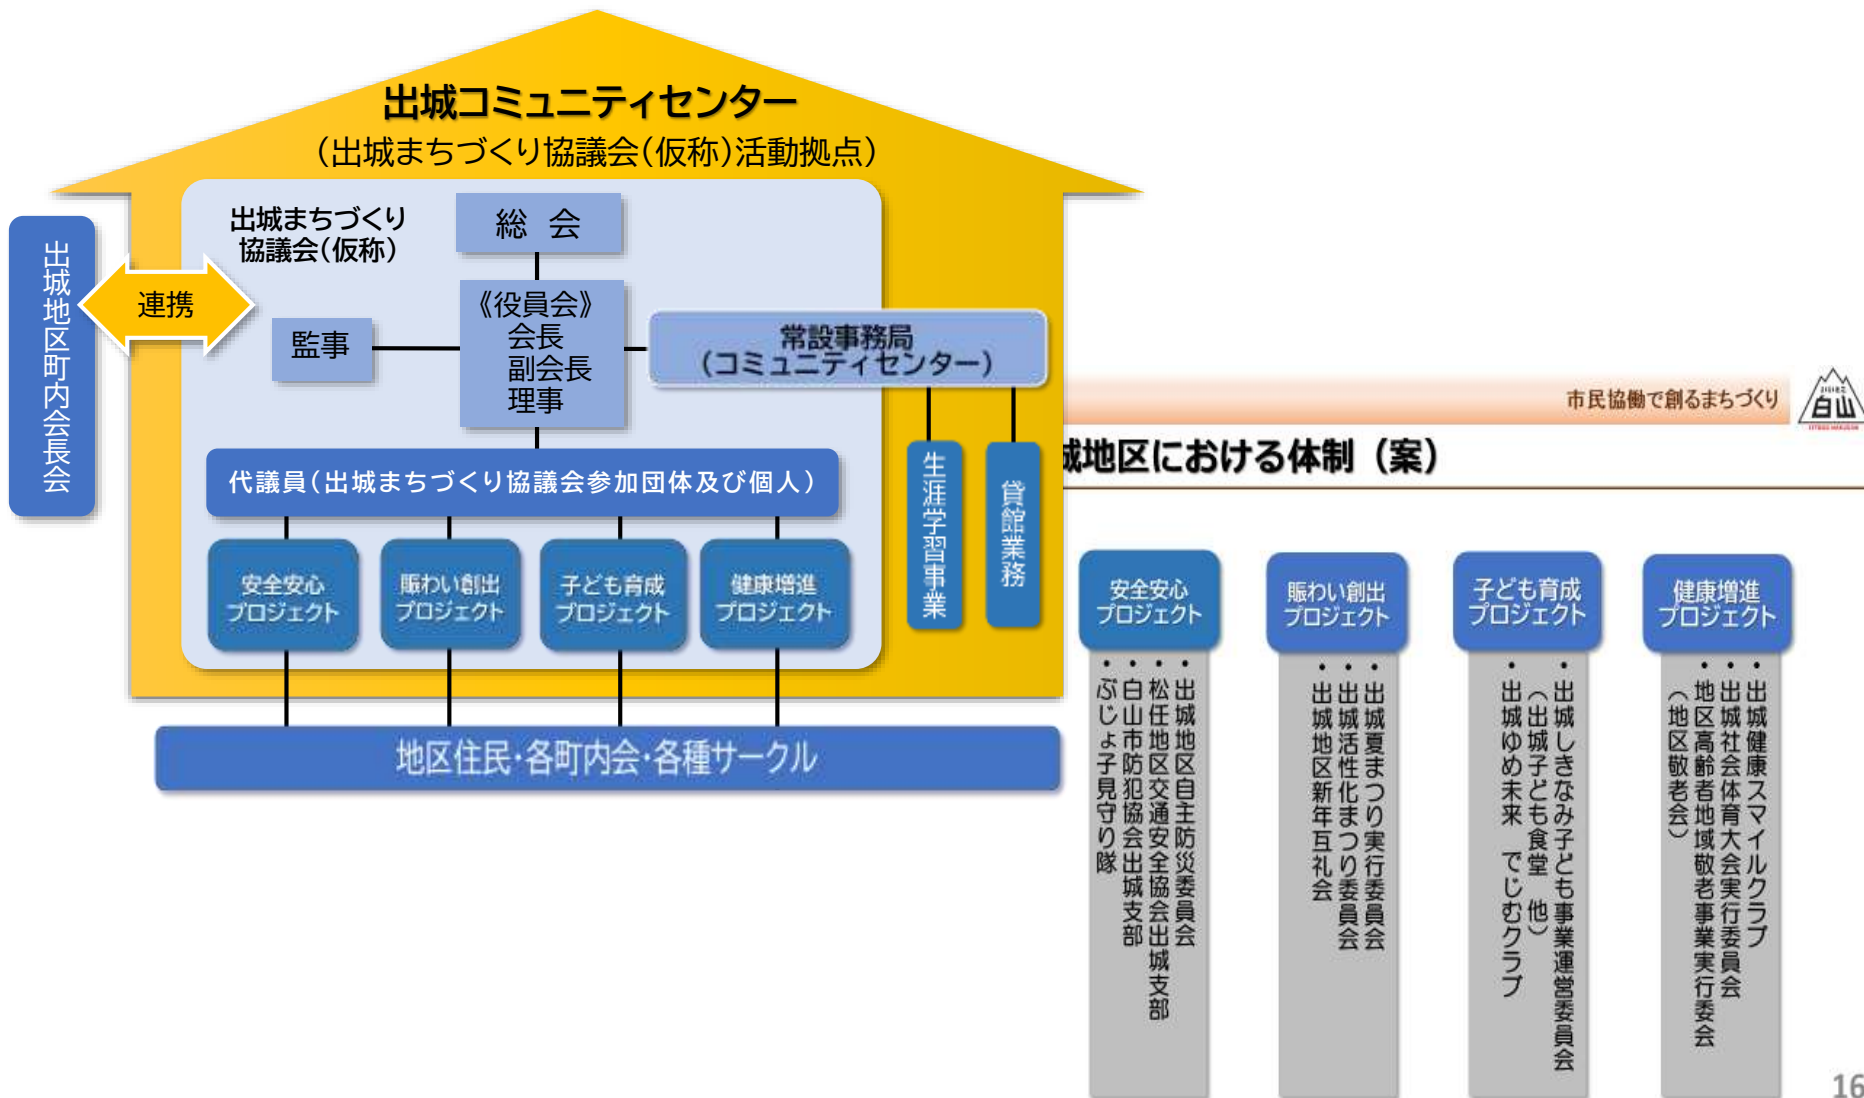 出城コミュニティセンター
（出城まちづくり協議会（仮称）活動拠点）
出城まちづくり
協議会（仮称）
総 会
出城地区町内会長会
連携
監事
《役員会》
会長
副会長
理事
常設事務局
（コミュニティセンター）
代議員（出城まちづくり協議会参加団体及び個人）
生涯学習事業
貸館業務
安全安心
プロジェクト
賑わい創出
プロジェクト
子ども育成
プロジェクト
健康増進
プロジェクト
地区住民・各町内会・各種サークル
市民協働で創るまちづくり
白山
城地区における体制（案）
安全安心
プロジェクト
・出城地区自主防災委員会
・松任地区交通安全協会出城支部
・白山市防犯協会出城支部
・ぶじょ子見守り隊
賑わい創出
プロジェクト
・出城夏まつり実行委員会
・出城活性化まつり委員会
・出城地区新年互礼会
子ども育成
プロジェクト
・出城しきなみ子ども事業運営委員会
（出城子ども食堂 他）
・出城ゆめ未来 でじむクラブ
健康増進
プロジェクト
・出城健康スマイルクラブ
・出城社会体育大会実行委員会
・地区高齢者地域敬老事業実行委会
（地区敬老会）
16